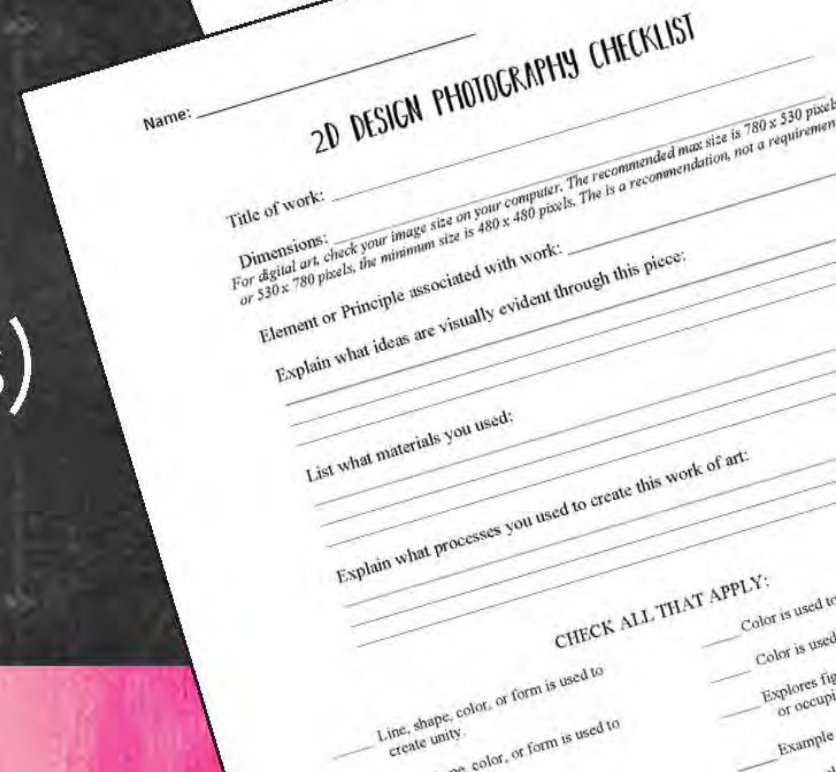 Name:
2D DESIGN PHOTOGRAPHY CHECKLIST
Title of work:
Dimensions:
For digital art, check your image size on your computer. The recommended max size is 780 x 530 pixels
or 530 x 780 pixels, the minimum size is 480 x 480 pixels. The is a recommendation, not a requirement
Element or Principle associated with work:
Explain what ideas are visually evident through this piece:
List what materials you used:
Explain what processes you used to create this work of art:
CHECK ALL THAT APPLY:
Line, shape, color, or form is used to
create unity
color, or form is used to
Color is used to
Color is used
Explores
or
Example
)